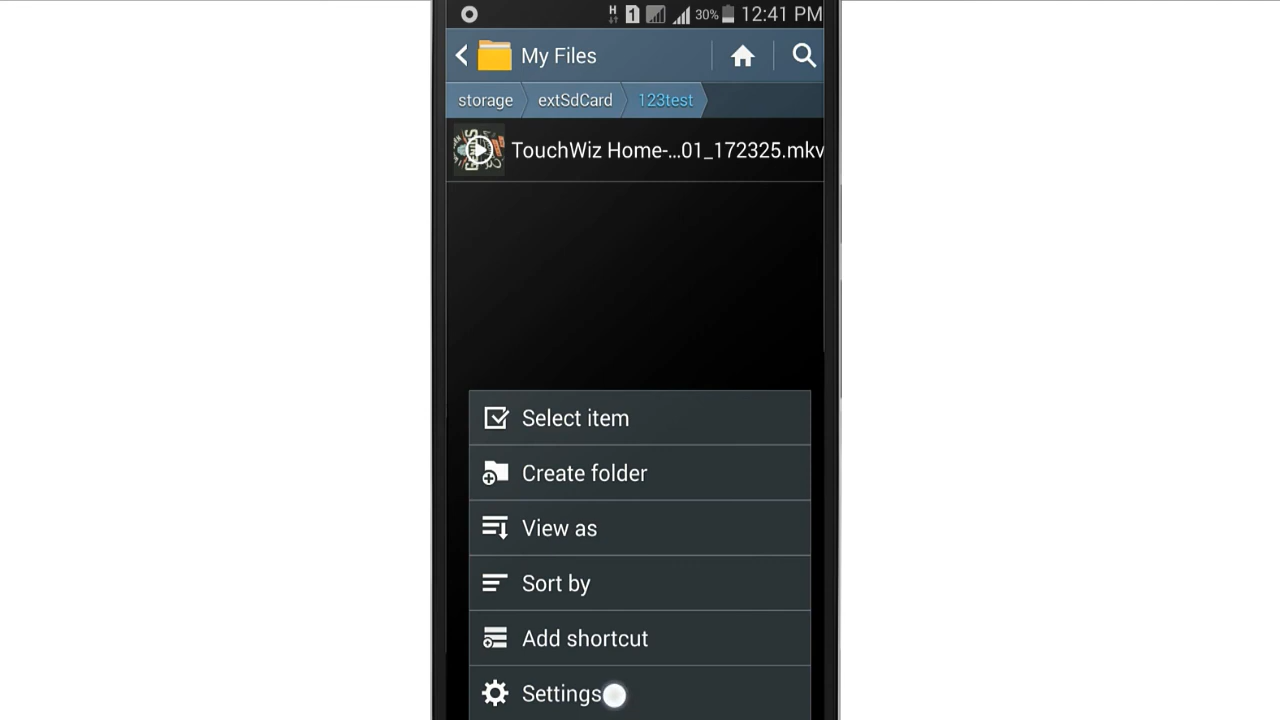 H 1 30% 12:41 PM
My Files
storage extSdCard 123test
TouchWiz Home-...01_172325.mkv
Select item
Create folder
View as
Sort by
Add shortcut
Settings